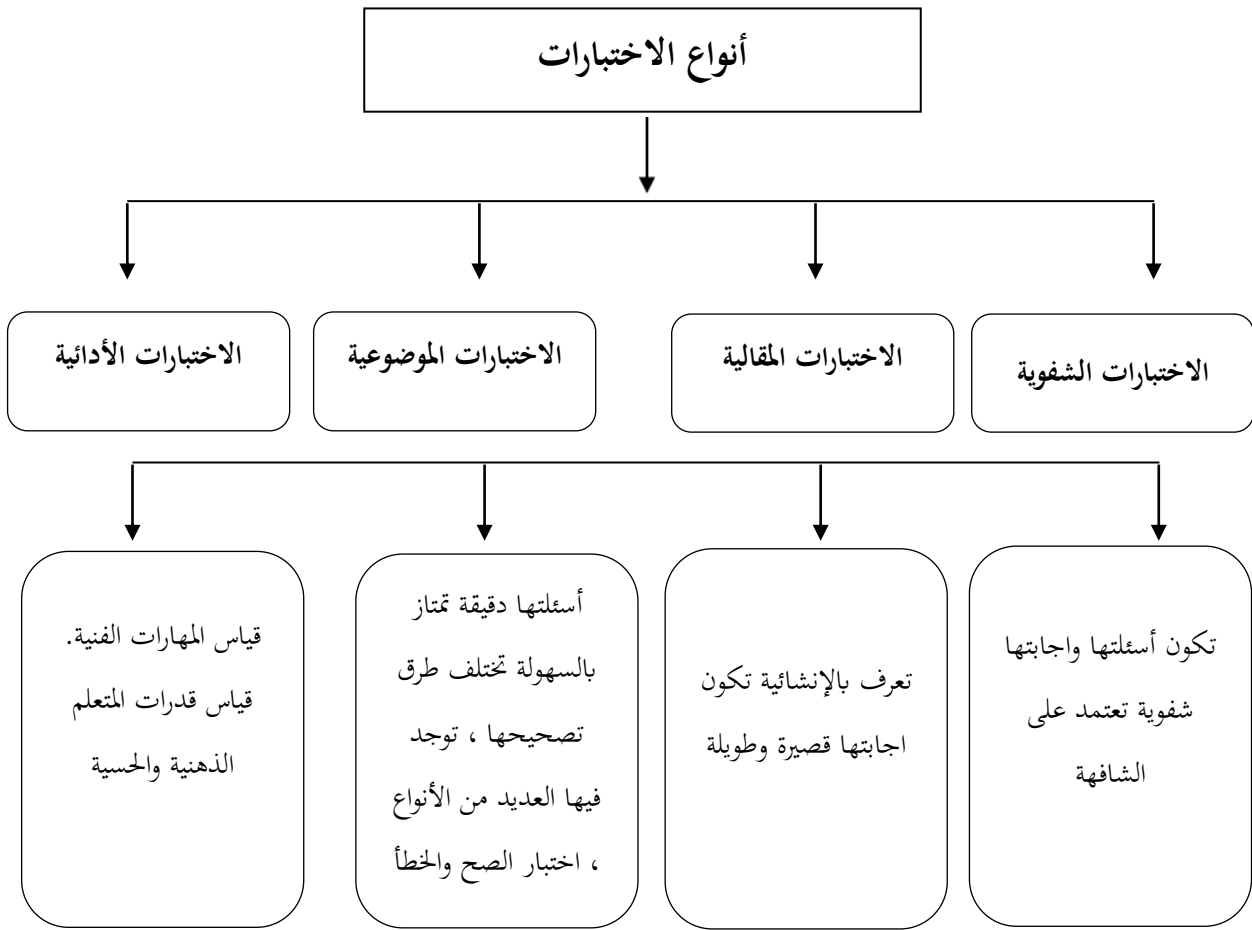 أنواع الاختبارات
الاختبارات الشفوية
الاختبارات المقالية
الاختبارات الموضوعية
الاختبارات الأدائية
تكون أسئلتها واجابتها
شفوية تعتمد على
الشافهة
تعرف بالإنشائية تكون
اجابتها قصيرة وطويلة
أسئلتها دقيقة تمتاز
بالسهولة تختلف طرق
تصحيحها ، توجد
فيها العديد من الأنواع
، اختبار الصح والخطأ
قياس المهارات الفنية.
قياس قدرات المتعلم
الذهنية والحسية